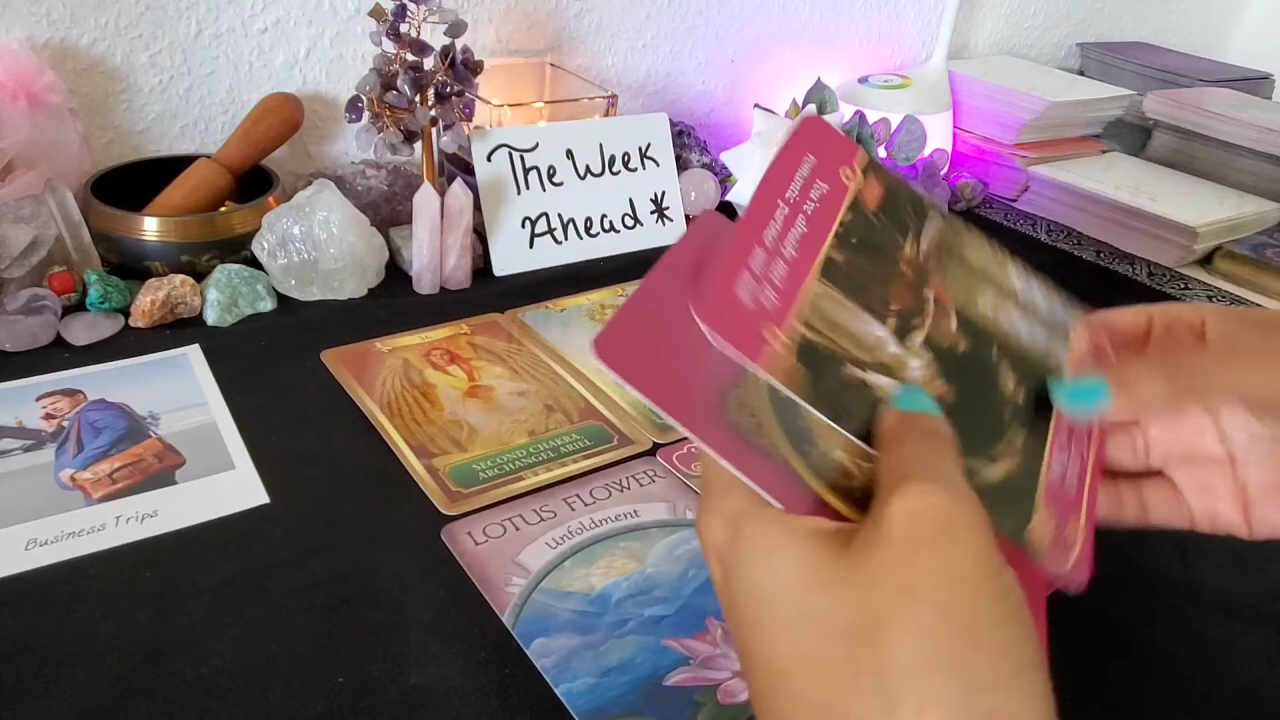 The Week
Ahead *
You've already met your
romantic partner
36
SECOND CHAKRA,
ARCHANGEL ARIEL
LOTUS FLOWER
Unfoldment
Business Trips